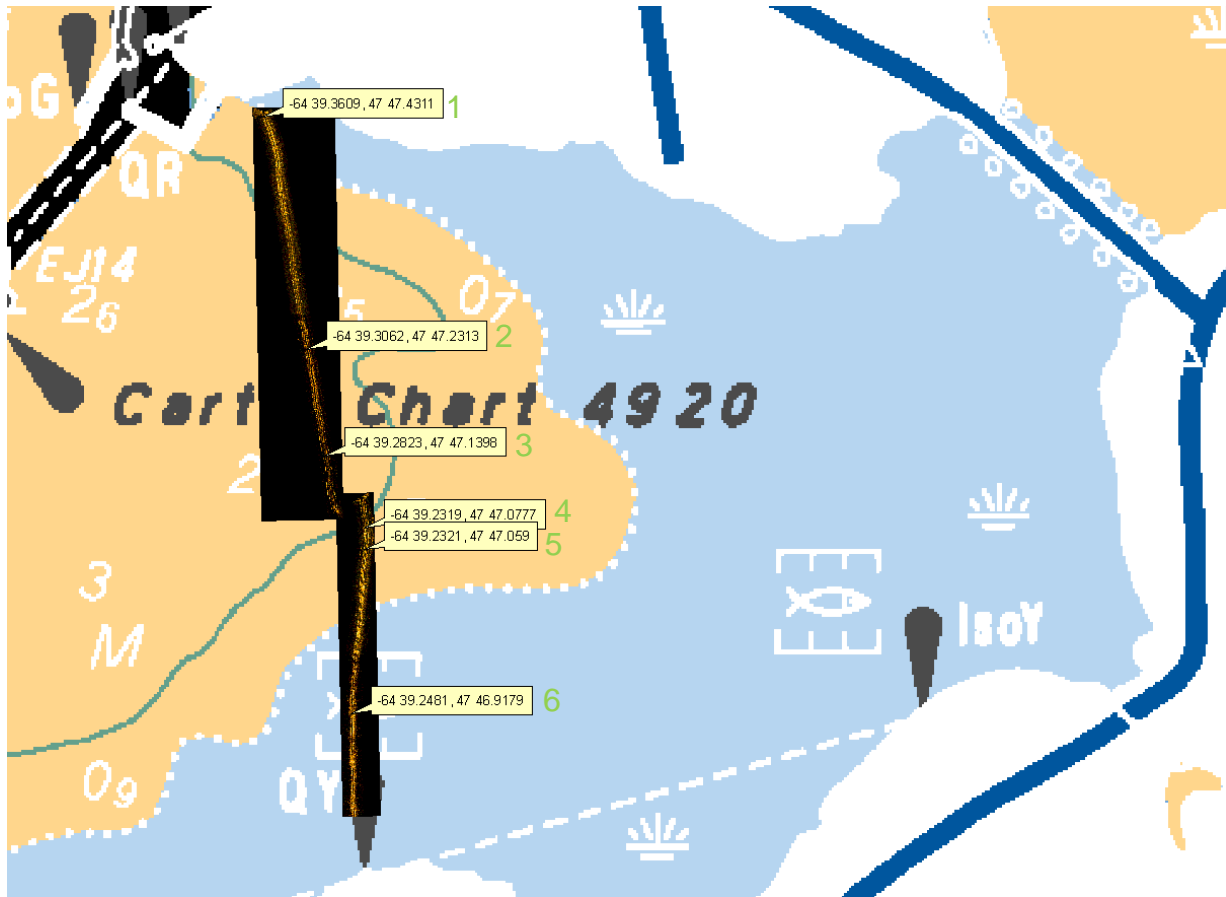 oG
-64 39.3609, 47 47.4311 1
QR
EJ14
26
07
-64 39.3062, 47 47.2313 2
Cart Chart 4920
-64 39.2823, 47 47.1398 3
2
-64 39.2319, 47 47.0777 4
-64 39.2321, 47 47.059 5
3
M
IsoY
-64 39.2481, 47 46.9179 6
09
QY